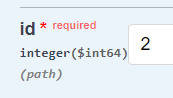 id * required
integer($int64)
2
(path)